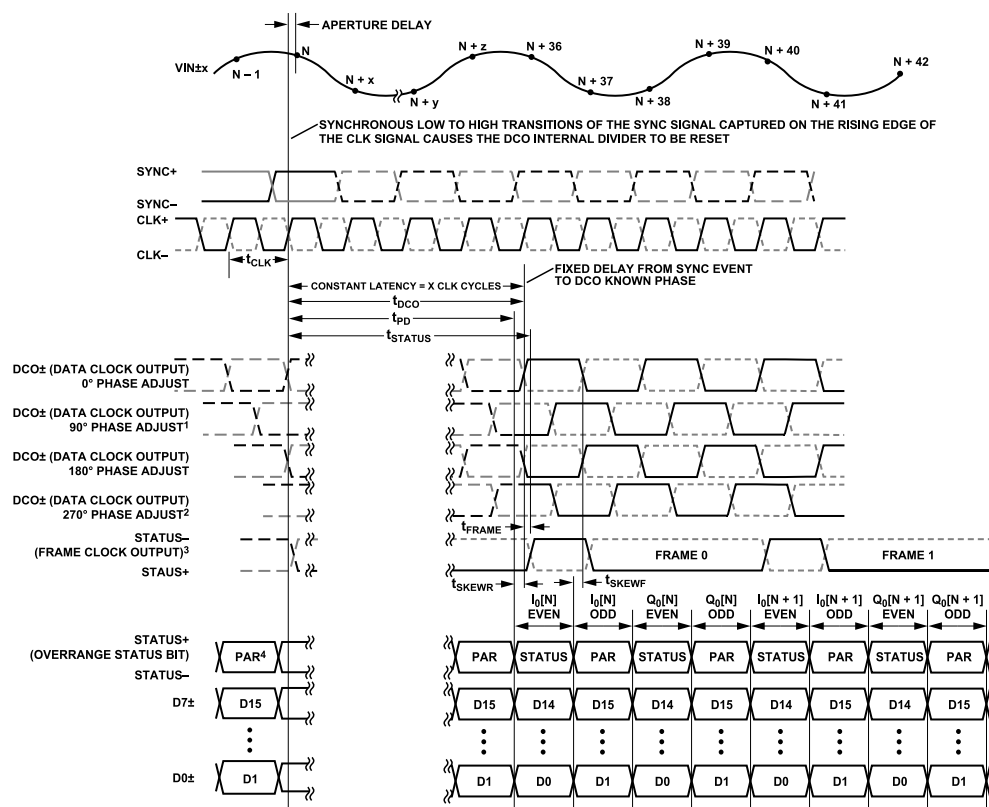 APERTURE DELAY
VIN±x
N – 1
N
N + x
N + y
N + z
N + 36
N + 37
N + 38
N + 39
N + 40
N + 41
N + 42
SYNCHRONOUS LOW TO HIGH TRANSITIONS OF THE SYNC SIGNAL CAPTURED ON THE RISING EDGE OF
THE CLK SIGNAL CAUSES THE DCO INTERNAL DIVIDER TO BE RESET
SYNC+
SYNC–
CLK+
CLK–
tCLK
FIXED DELAY FROM SYNC EVENT
TO DCO KNOWN PHASE
CONSTANT LATENCY = X CLK CYCLES
tDCO
tPD
tSTATUS
DCO± (DATA CLOCK OUTPUT)
0° PHASE ADJUST
DCO± (DATA CLOCK OUTPUT)
90° PHASE ADJUST1
DCO± (DATA CLOCK OUTPUT)
180° PHASE ADJUST
DCO± (DATA CLOCK OUTPUT)
270° PHASE ADJUST2
tFRAME
STATUS–
(FRAME CLOCK OUTPUT)3
STAUS+
FRAME 0
FRAME 1
tSKEWR
tSKEWF
I0[N]
EVEN
I0[N]
ODD
Q0[N]
EVEN
Q0[N]
ODD
I0[N + 1]
EVEN
I0[N + 1]
ODD
Q0[N + 1]
EVEN
Q0[N + 1]
ODD
STATUS+
(OVERRANGE STATUS BIT)
STATUS–
PAR4
PAR STATUS PAR STATUS PAR STATUS PAR STATUS PAR
D7±
D15
D15 D14 D15 D14 D15 D14 D15 D14 D15
D0±
D1
D1 D0 D1 D0 D1 D0 D1 D0 D1